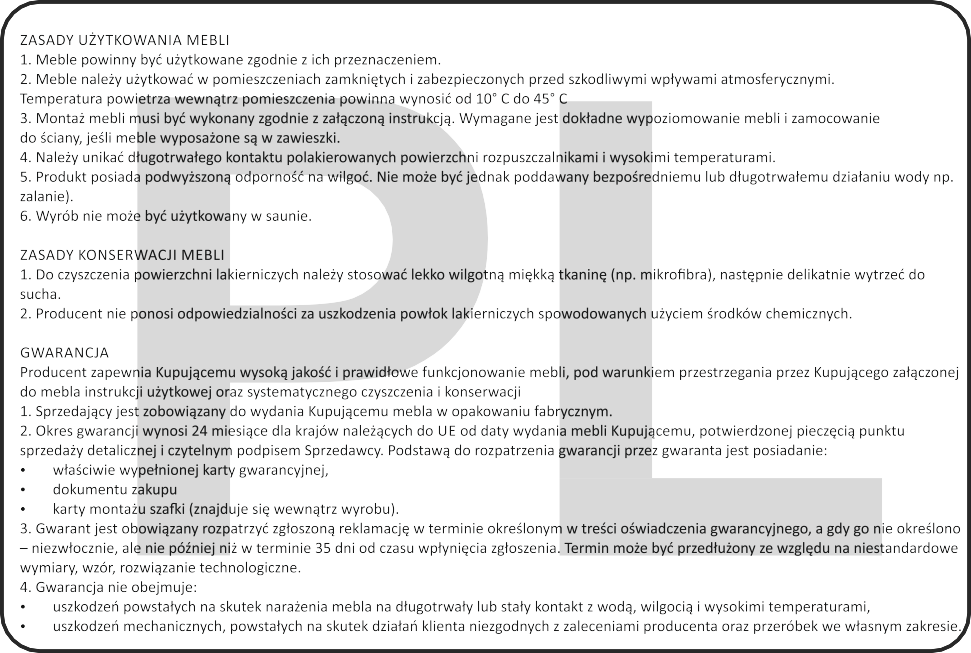 ZASADY UŻYTKOWANIA MEBLI
1. Meble powinny być użytkowane zgodnie z ich przeznaczeniem.
2. Meble należy użytkować w pomieszczeniach zamkniętych i zabezpieczonych przed szkodliwymi wpływami atmosferycznymi.
Temperatura powietrza wewnątrz pomieszczenia powinna wynosić od 10° C do 45° C
3. Montaż mebli musi być wykonany zgodnie z załączoną instrukcją. Wymagane jest dokładne wypoziomowanie mebli i zamocowanie
do ściany, jeśli meble wyposażone są w zawieszki.
4. Należy unikać długotrwałego kontaktu polakierowanych powierzchni rozpuszczalnikami i wysokimi temperaturami.
5. Produkt posiada podwyższoną odporność na wilgoć. Nie może być jednak poddawany bezpośredniemu lub długotrwałemu działaniu wody np.
zalanie).
6. Wyrób nie może być użytkowany w saunie.
ZASADY KONSERWACJI MEBLI
1. Do czyszczenia powierzchni lakierniczych należy stosować lekko wilgotną miękką tkaninę (np. mikrofibra), następnie delikatnie wytrzeć do
sucha.
2. Producent nie ponosi odpowiedzialności za uszkodzenia powłok lakierniczych spowodowanych użyciem środków chemicznych.
GWARANCJA
Producent zapewnia Kupującemu wysoką jakość i prawidłowe funkcjonowanie mebli, pod warunkiem przestrzegania przez Kupującego załączonej
do mebla instrukcji użytkowej oraz systematycznego czyszczenia i konserwacji
1. Sprzedający jest zobowiązany do wydania Kupującemu mebla w opakowaniu fabrycznym.
2. Okres gwarancji wynosi 24 miesiące dla krajów należących do UE od daty wydania mebli Kupującemu, potwierdzonej pieczęcią punktu
sprzedaży detalicznej i czytelnym podpisem Sprzedawcy. Podstawą do rozpatrzenia gwarancji przez gwaranta jest posiadanie:
• właściwie wypełnionej karty gwarancyjnej,
• dokumentu zakupu
• karty montażu szafki (znajduje się wewnątrz wyrobu).
3. Gwarant jest obowiązany rozpatrzyć zgłoszoną reklamację w terminie określonym w treści oświadczenia gwarancyjnego, a gdy go nie określono
– niezwłocznie, ale nie później niż w terminie 35 dni od czasu wpłynięcia zgłoszenia. Termin może być przedłużony ze względu na niestandardowe
wymiary, wzór, rozwiązanie technologiczne.
4. Gwarancja nie obejmuje:
• uszkodzeń powstałych na skutek narażenia mebla na długotrwały lub stały kontakt z wodą, wilgocią i wysokimi temperaturami,
• uszkodzeń mechanicznych, powstałych na skutek działań klienta niezgodnych z zaleceniami producenta oraz przeróbek we własnym zakresie.
PL